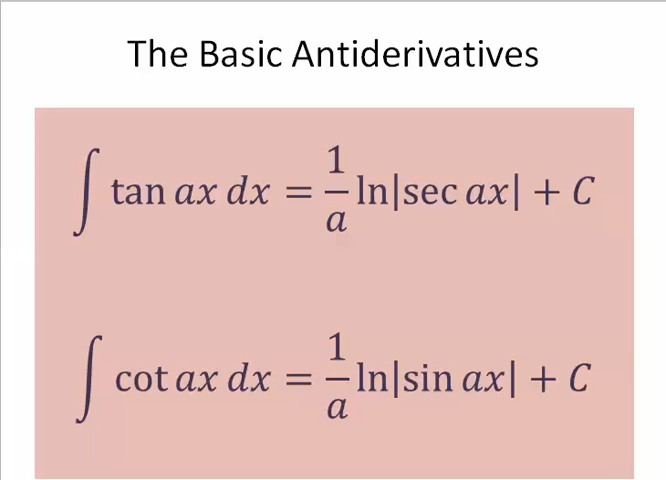 The Basic Antiderivatives
∫ tan ax dx = 1/a ln|sec ax| + C
∫ cot ax dx = 1/a ln|sin ax| + C